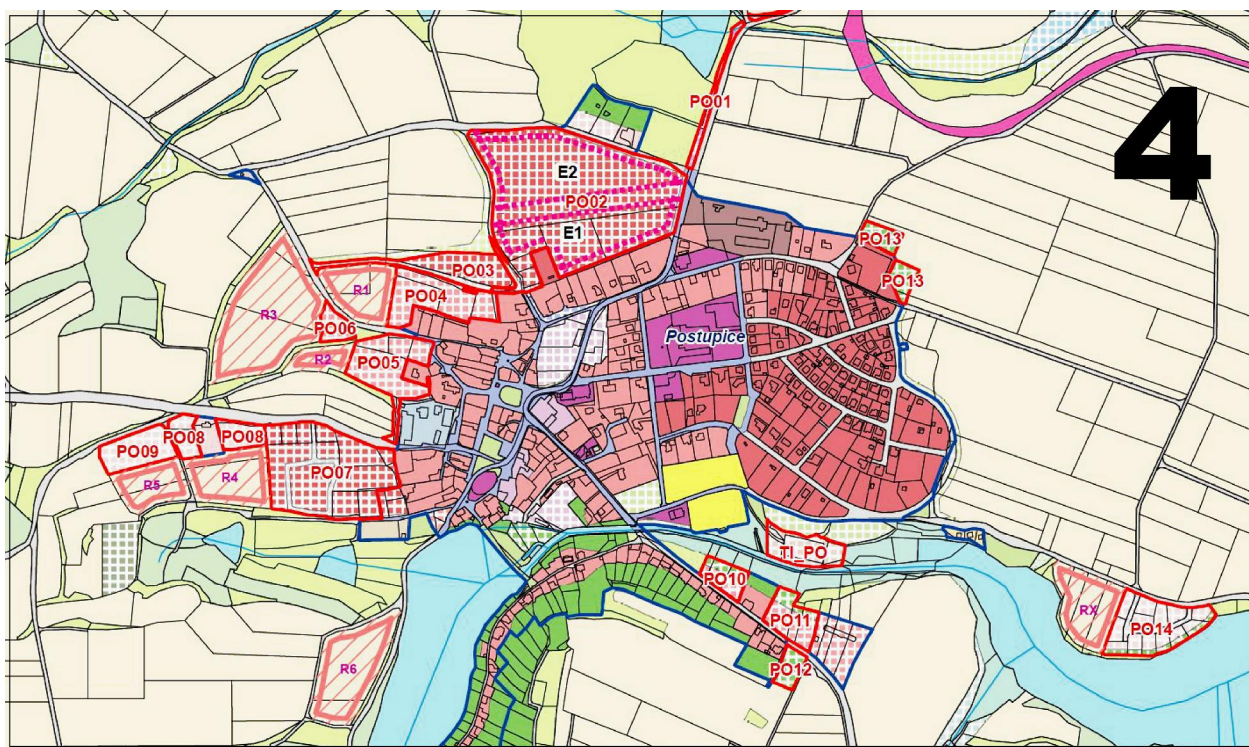 4
PO01
E2
PO02
E1
PO13
PO13
PO03
R1
PO04
R3
PO06
Postupice
R2
PO05
PO08
PO08
PO09
PO07
R5
R4
TI_PO
PO10
RX
PO11
PO14
PO12
R6